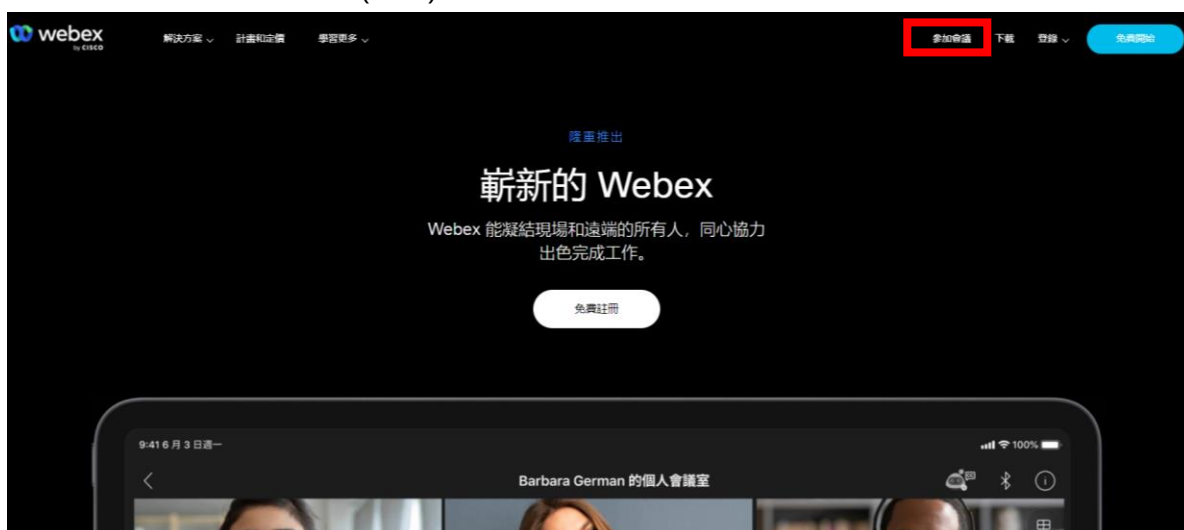 webex
by CISCO
解決方案
計畫和定價
學習更多
參加會議
下載
登錄
免費開始
隆重推出
嶄新的 Webex
Webex 能凝結現場和遠端的所有人，同心協力
出色完成工作。
免費註冊
9:41 6 月 3 日週一
100%
Barbara German 的個人會議室